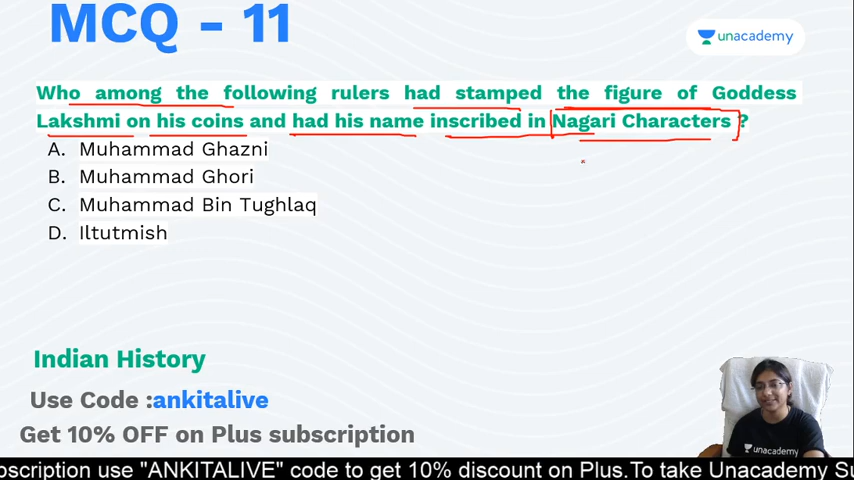 MCQ - 11
unacademy
Who among the following rulers had stamped the figure of Goddess
Lakshmi on his coins and had his name inscribed in Nagari Characters ?
A. Muhammad Ghazni
B. Muhammad Ghori
C. Muhammad Bin Tughlaq
D. Iltutmish
Indian History
Use Code :ankitalive
Get 10% OFF on Plus subscription
unacademy
bscription use "ANKITALIVE" code to get 10% discount on Plus.To take Unacademy Su